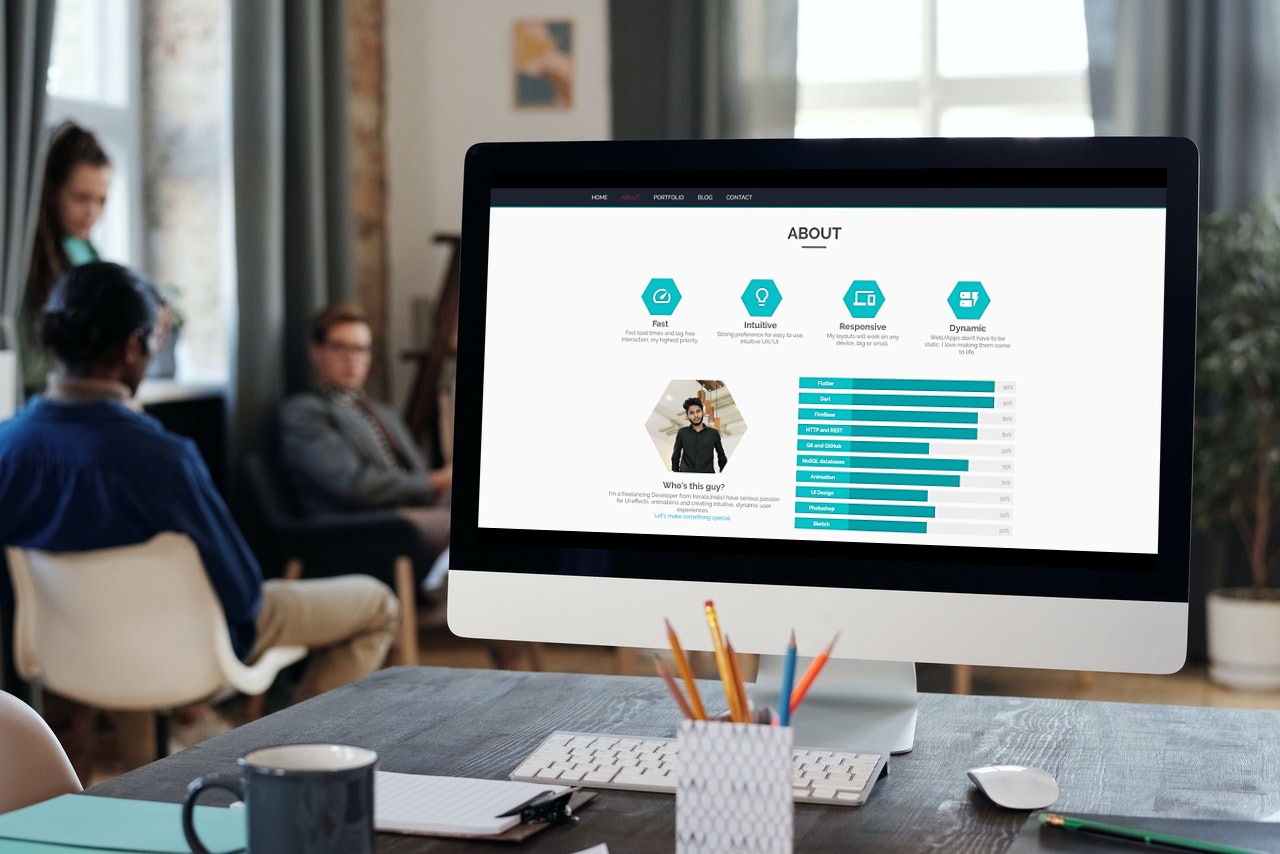 HOME ABOUT PORTFOLIO BLOG CONTACT
ABOUT
Fast
Fast load times and lag free
interaction, my highest priority.
Intuitive
Strong preference for easy to use,
intuitive UX/UI.
Responsive
My layouts will work on any
device, big or small.
Dynamic
Web/Apps don't have to be
static, I love making them come
to life.
Who's this guy?
I'm a freelancing Developer from Kerala
I have serious passion
for UI effects, animations and creating intuitive, dynamic user
experiences.
Let's make something special.
Flutter 90%
Dart 90%
FireBase 80%
HTTP and REST 80%
Git and GitHub 50%
NoSQL databases 75%
Animation 70%
UI Design 50%
Photoshop 55%
Sketch 50%